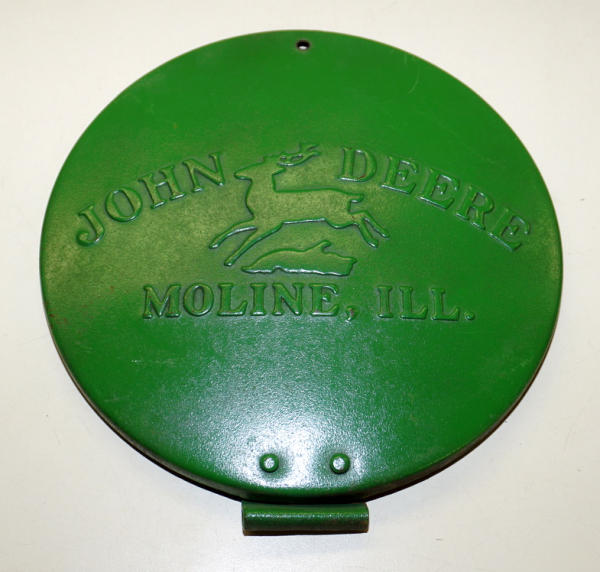 JOHN DEERE
MOLINE, ILL.